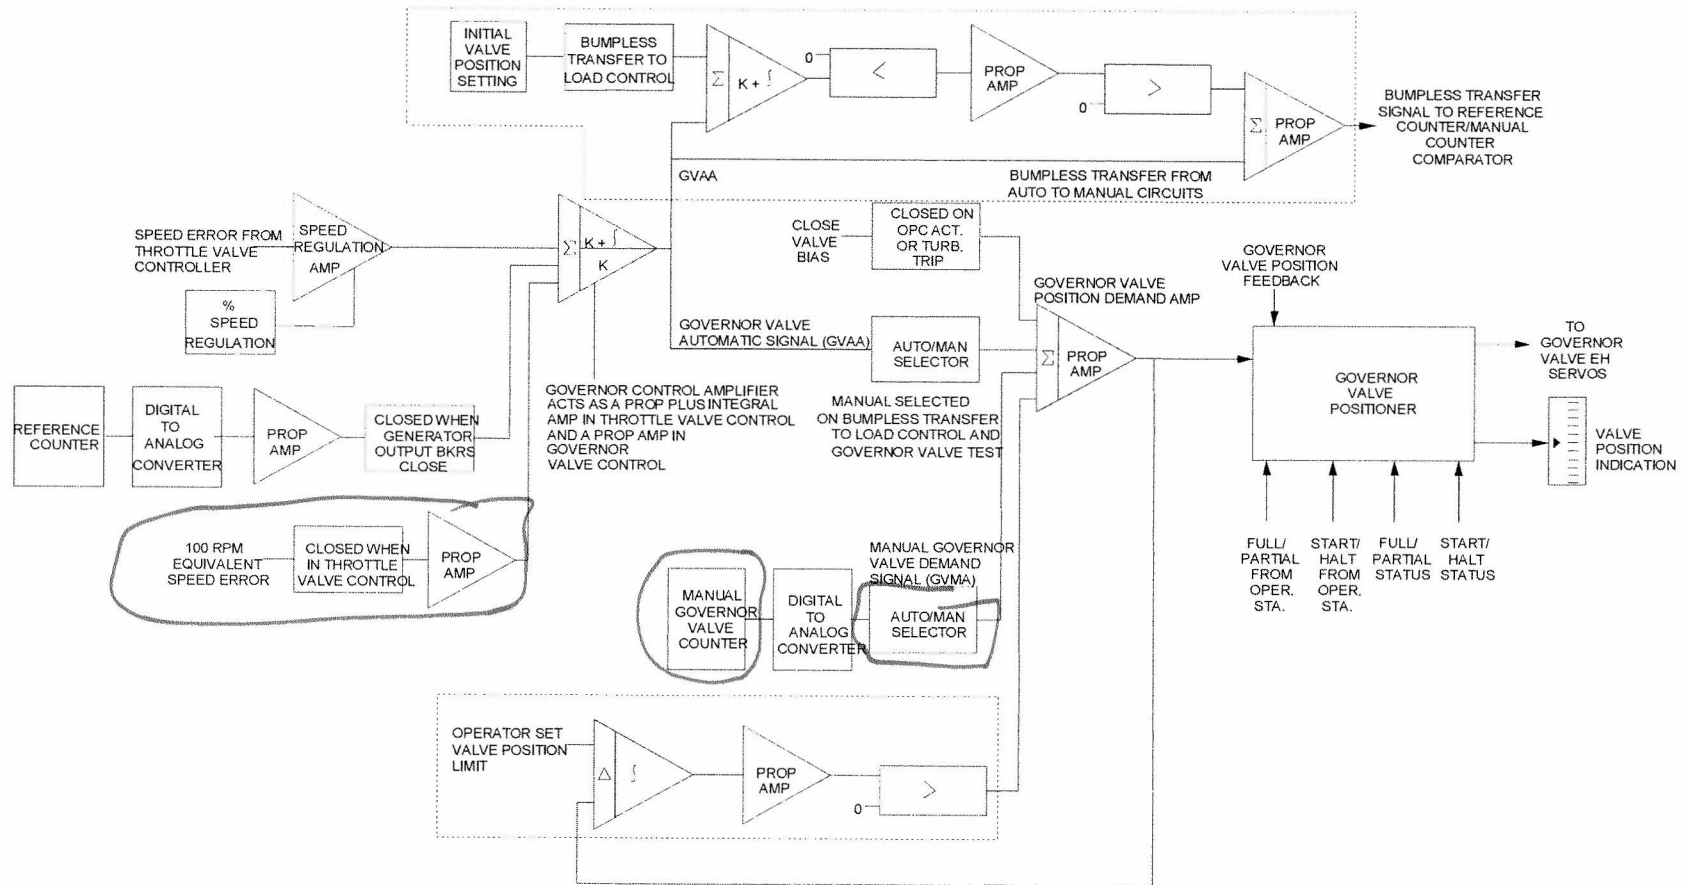 INITIAL
VALVE
POSITION
SETTING
BUMPLESS
TRANSFER TO
LOAD CONTROL
Σ
K + ∫
0
<
PROP
AMP
0
>
Σ
PROP
AMP
BUMPLESS TRANSFER
SIGNAL TO REFERENCE
COUNTER/MANUAL
COUNTER
COMPARATOR
GVAA
BUMPLESS TRANSFER FROM
AUTO TO MANUAL CIRCUITS
SPEED ERROR FROM
THROTTLE VALVE
CONTROLLER
SPEED
REGULATION
AMP
%
SPEED
REGULATION
Σ
K + ∫
K
CLOSE
VALVE
BIAS
CLOSED ON
OPC ACT.
OR TURB.
TRIP
GOVERNOR VALVE
POSITION DEMAND AMP
GOVERNOR VALVE
AUTOMATIC SIGNAL (GVAA)
AUTO/MAN
SELECTOR
Σ
PROP
AMP
GOVERNOR
VALVE POSITION
FEEDBACK
GOVERNOR
VALVE
POSITIONER
TO
GOVERNOR
VALVE EH
SERVOS
VALVE
POSITION
INDICATION
REFERENCE
COUNTER
DIGITAL
TO
ANALOG
CONVERTER
PROP
AMP
CLOSED WHEN
GENERATOR
OUTPUT BKRS
CLOSE
GOVERNOR CONTROL AMPLIFIER
ACTS AS A PROP PLUS INTEGRAL
AMP IN THROTTLE VALVE CONTROL
AND A PROP AMP IN
GOVERNOR
VALVE CONTROL
MANUAL SELECTED
ON BUMPLESS TRANSFER
TO LOAD CONTROL AND
GOVERNOR VALVE TEST
100 RPM
EQUIVALENT
SPEED ERROR
CLOSED WHEN
IN THROTTLE
VALVE CONTROL
PROP
AMP
MANUAL
GOVERNOR
VALVE
COUNTER
DIGITAL
TO
ANALOG
CONVERTER
MANUAL GOVERNOR
VALVE DEMAND
SIGNAL (GVMA)
AUTO/MAN
SELECTOR
FULL/
PARTIAL
FROM
OPER.
STA.
START/
HALT
FROM
OPER.
STA.
FULL/
PARTIAL
STATUS
START/
HALT
STATUS
OPERATOR SET
VALVE POSITION
LIMIT
Δ
∫
PROP
AMP
0
>